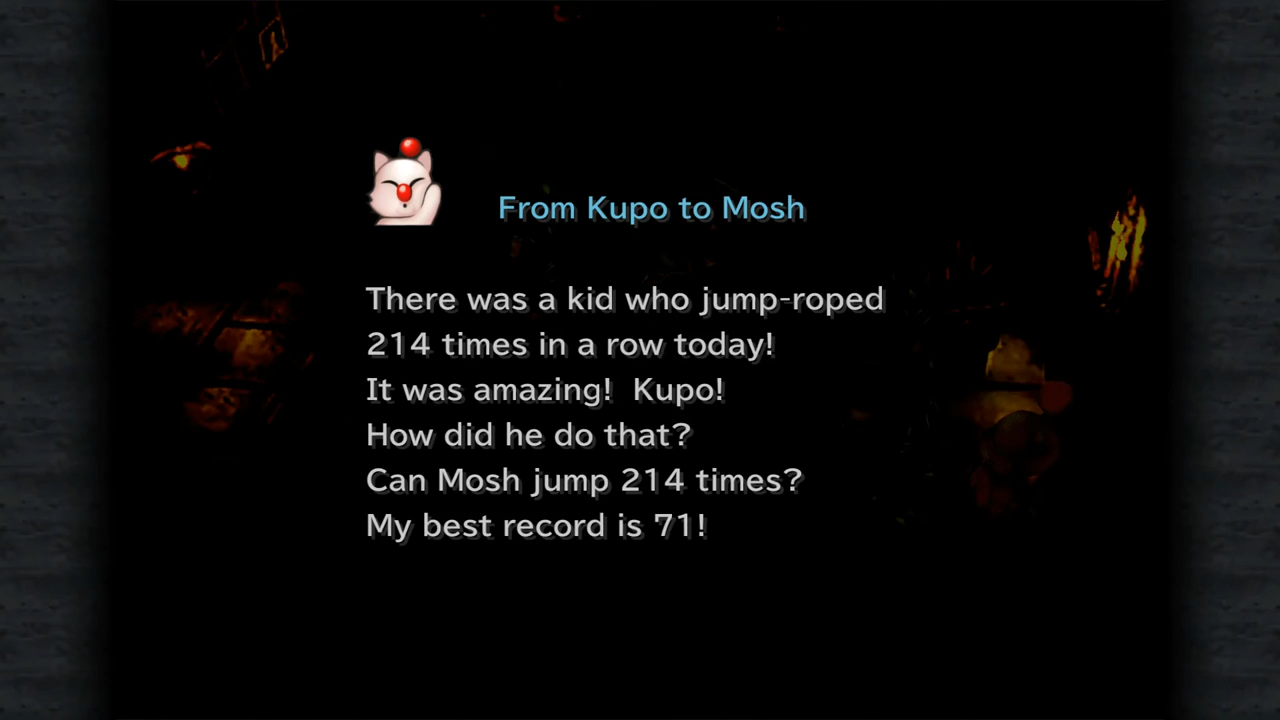 From Kupo to Mosh
There was a kid who jump-roped
214 times in a row today!
It was amazing!  Kupo!
How did he do that?
Can Mosh jump 214 times?
My best record is 71!